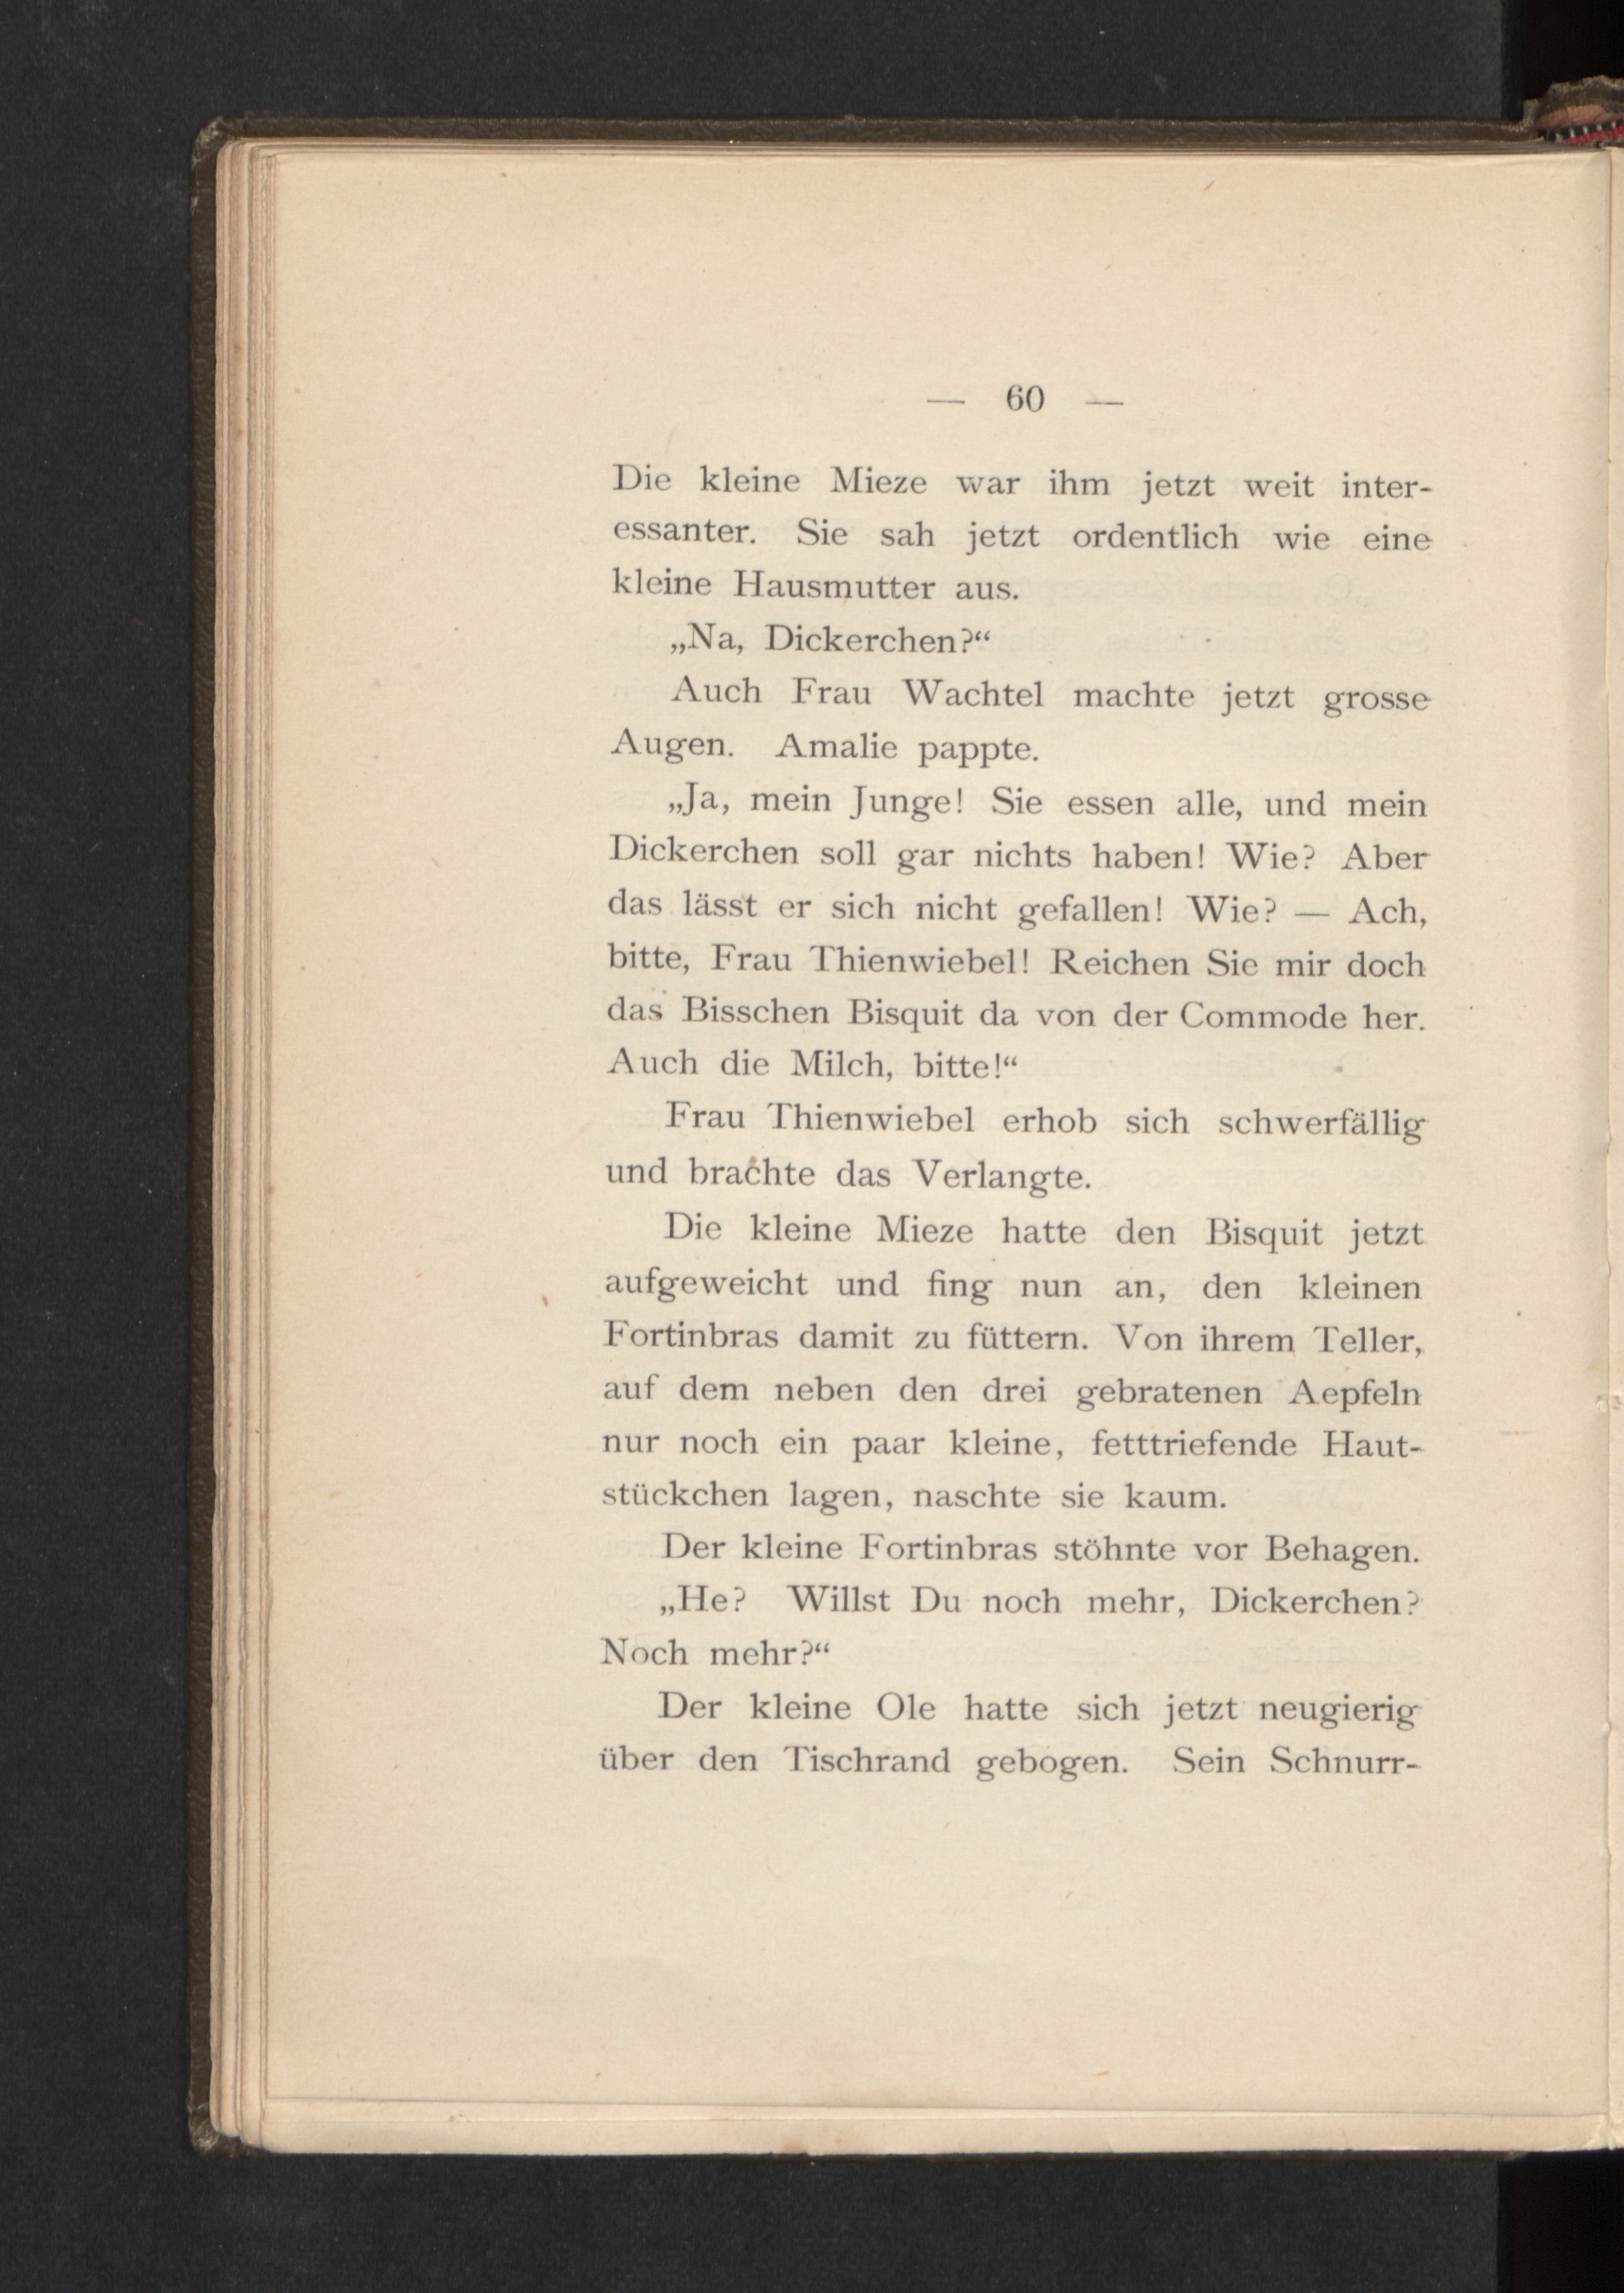 — 60 —
Die kleine Mieze war ihm jetzt weit inter-
essanter. Sie sah jetzt ordentlich wie eine
kleine Hausmutter aus.
„Na, Dickerchen?“
Auch Frau Wachtel machte jetzt grosse
Augen. Amalie pappte.
„Ja, mein Junge! Sie essen alle, und mein
Dickerchen soll gar nichts haben! Wie? Aber
das lässt er sich nicht gefallen! Wie? — Ach,
bitte, Frau Thienwiebel! Reichen Sie mir doch
das Bisschen Bisquit da von der Commode her.
Auch die Milch, bitte!“
Frau Thienwiebel erhob sich schwerfällig
und brachte das Verlangte.
Die kleine Mieze hatte den Bisquit jetzt
aufgeweicht und fing nun an, den kleinen
Fortinbras damit zu füttern. Von ihrem Teller,
auf dem neben den drei gebratenen Aepfeln
nur noch ein paar kleine, fetttriefende Haut-
stückchen lagen, naschte sie kaum.
Der kleine Fortinbras stöhnte vor Behagen.
„He? Willst Du noch mehr, Dickerchen?
Noch mehr?“
Der kleine Ole hatte sich jetzt neugierig
über den Tischrand gebogen. Sein Schnurr-